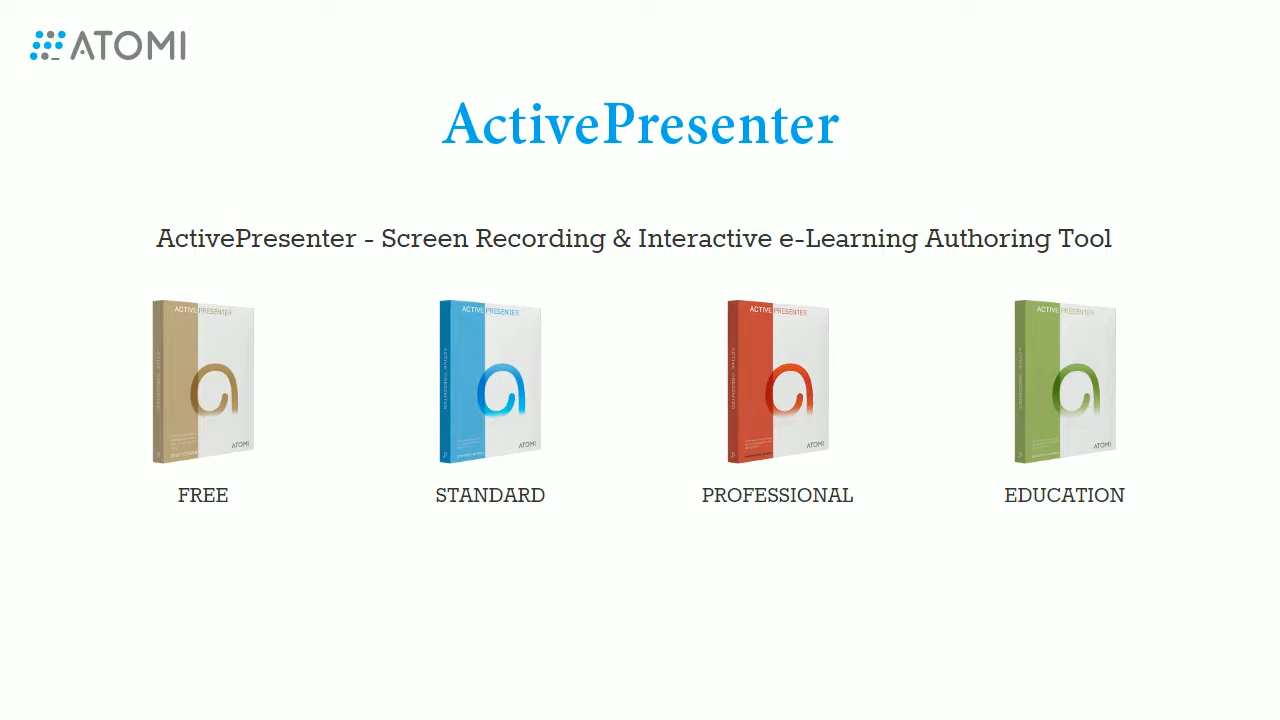 ATOMI
ActivePresenter
ActivePresenter - Screen Recording & Interactive e-Learning Authoring Tool
ACTIVE PRESENTER
ACTIVE PRESENTER
ACTIVE PRESENTER
ACTIVE PRESENTER
ATOMI
ATOMI
ATOMI
ATOMI
FREE
STANDARD
PROFESSIONAL
EDUCATION